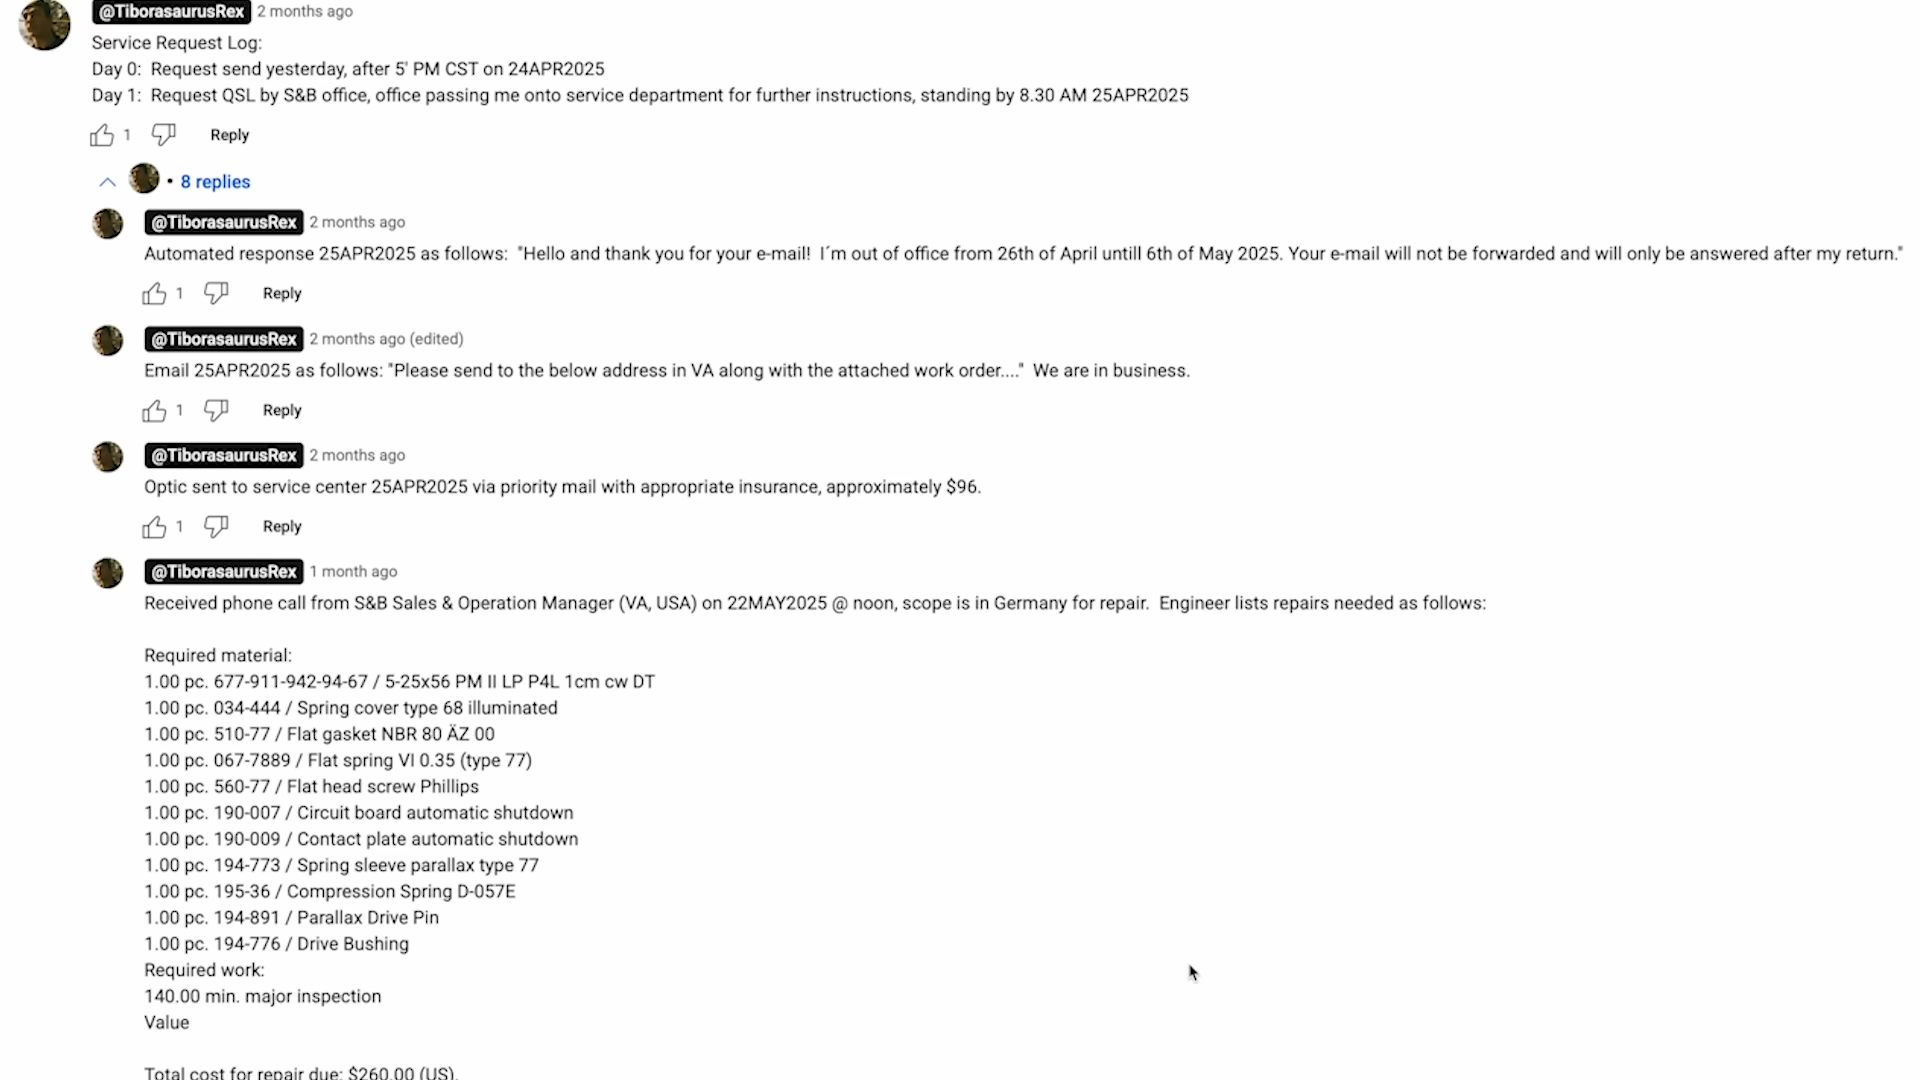 @TiborasaurusRex 2 months ago
Service Request Log:
Day 0:  Request send yesterday, after 5' PM CST on 24APR2025
Day 1:  Request QSL by S&B office, office passing me onto service department for further instructions, standing by 8.30 AM 25APR2025
1 Reply
• 8 replies
@TiborasaurusRex 2 months ago
Automated response 25APR2025 as follows:  "Hello and thank you for your e-mail!  I´m out of office from 26th of April untill 6th of May 2025. Your e-mail will not be forwarded and will only be answered after my return."
1 Reply
@TiborasaurusRex 2 months ago (edited)
Email 25APR2025 as follows: "Please send to the below address in VA along with the attached work order...."  We are in business.
1 Reply
@TiborasaurusRex 2 months ago
Optic sent to service center 25APR2025 via priority mail with appropriate insurance, approximately $96.
1 Reply
@TiborasaurusRex 1 month ago
Received phone call from S&B Sales & Operation Manager (VA, USA) on 22MAY2025 @ noon, scope is in Germany for repair.  Engineer lists repairs needed as follows:
Required material:
1.00 pc. 677-911-942-94-67 / 5-25x56 PM II LP P4L 1cm cw DT
1.00 pc. 034-444 / Spring cover type 68 illuminated
1.00 pc. 510-77 / Flat gasket NBR 80 ÄZ 00
1.00 pc. 067-7889 / Flat spring VI 0.35 (type 77)
1.00 pc. 560-77 / Flat head screw Phillips
1.00 pc. 190-007 / Circuit board automatic shutdown
1.00 pc. 190-009 / Contact plate automatic shutdown
1.00 pc. 194-773 / Spring sleeve parallax type 77
1.00 pc. 195-36 / Compression Spring D-057E
1.00 pc. 194-891 / Parallax Drive Pin
1.00 pc. 194-776 / Drive Bushing
Required work:
140.00 min. major inspection
Value
Total cost for repair due: $260.00 (US).